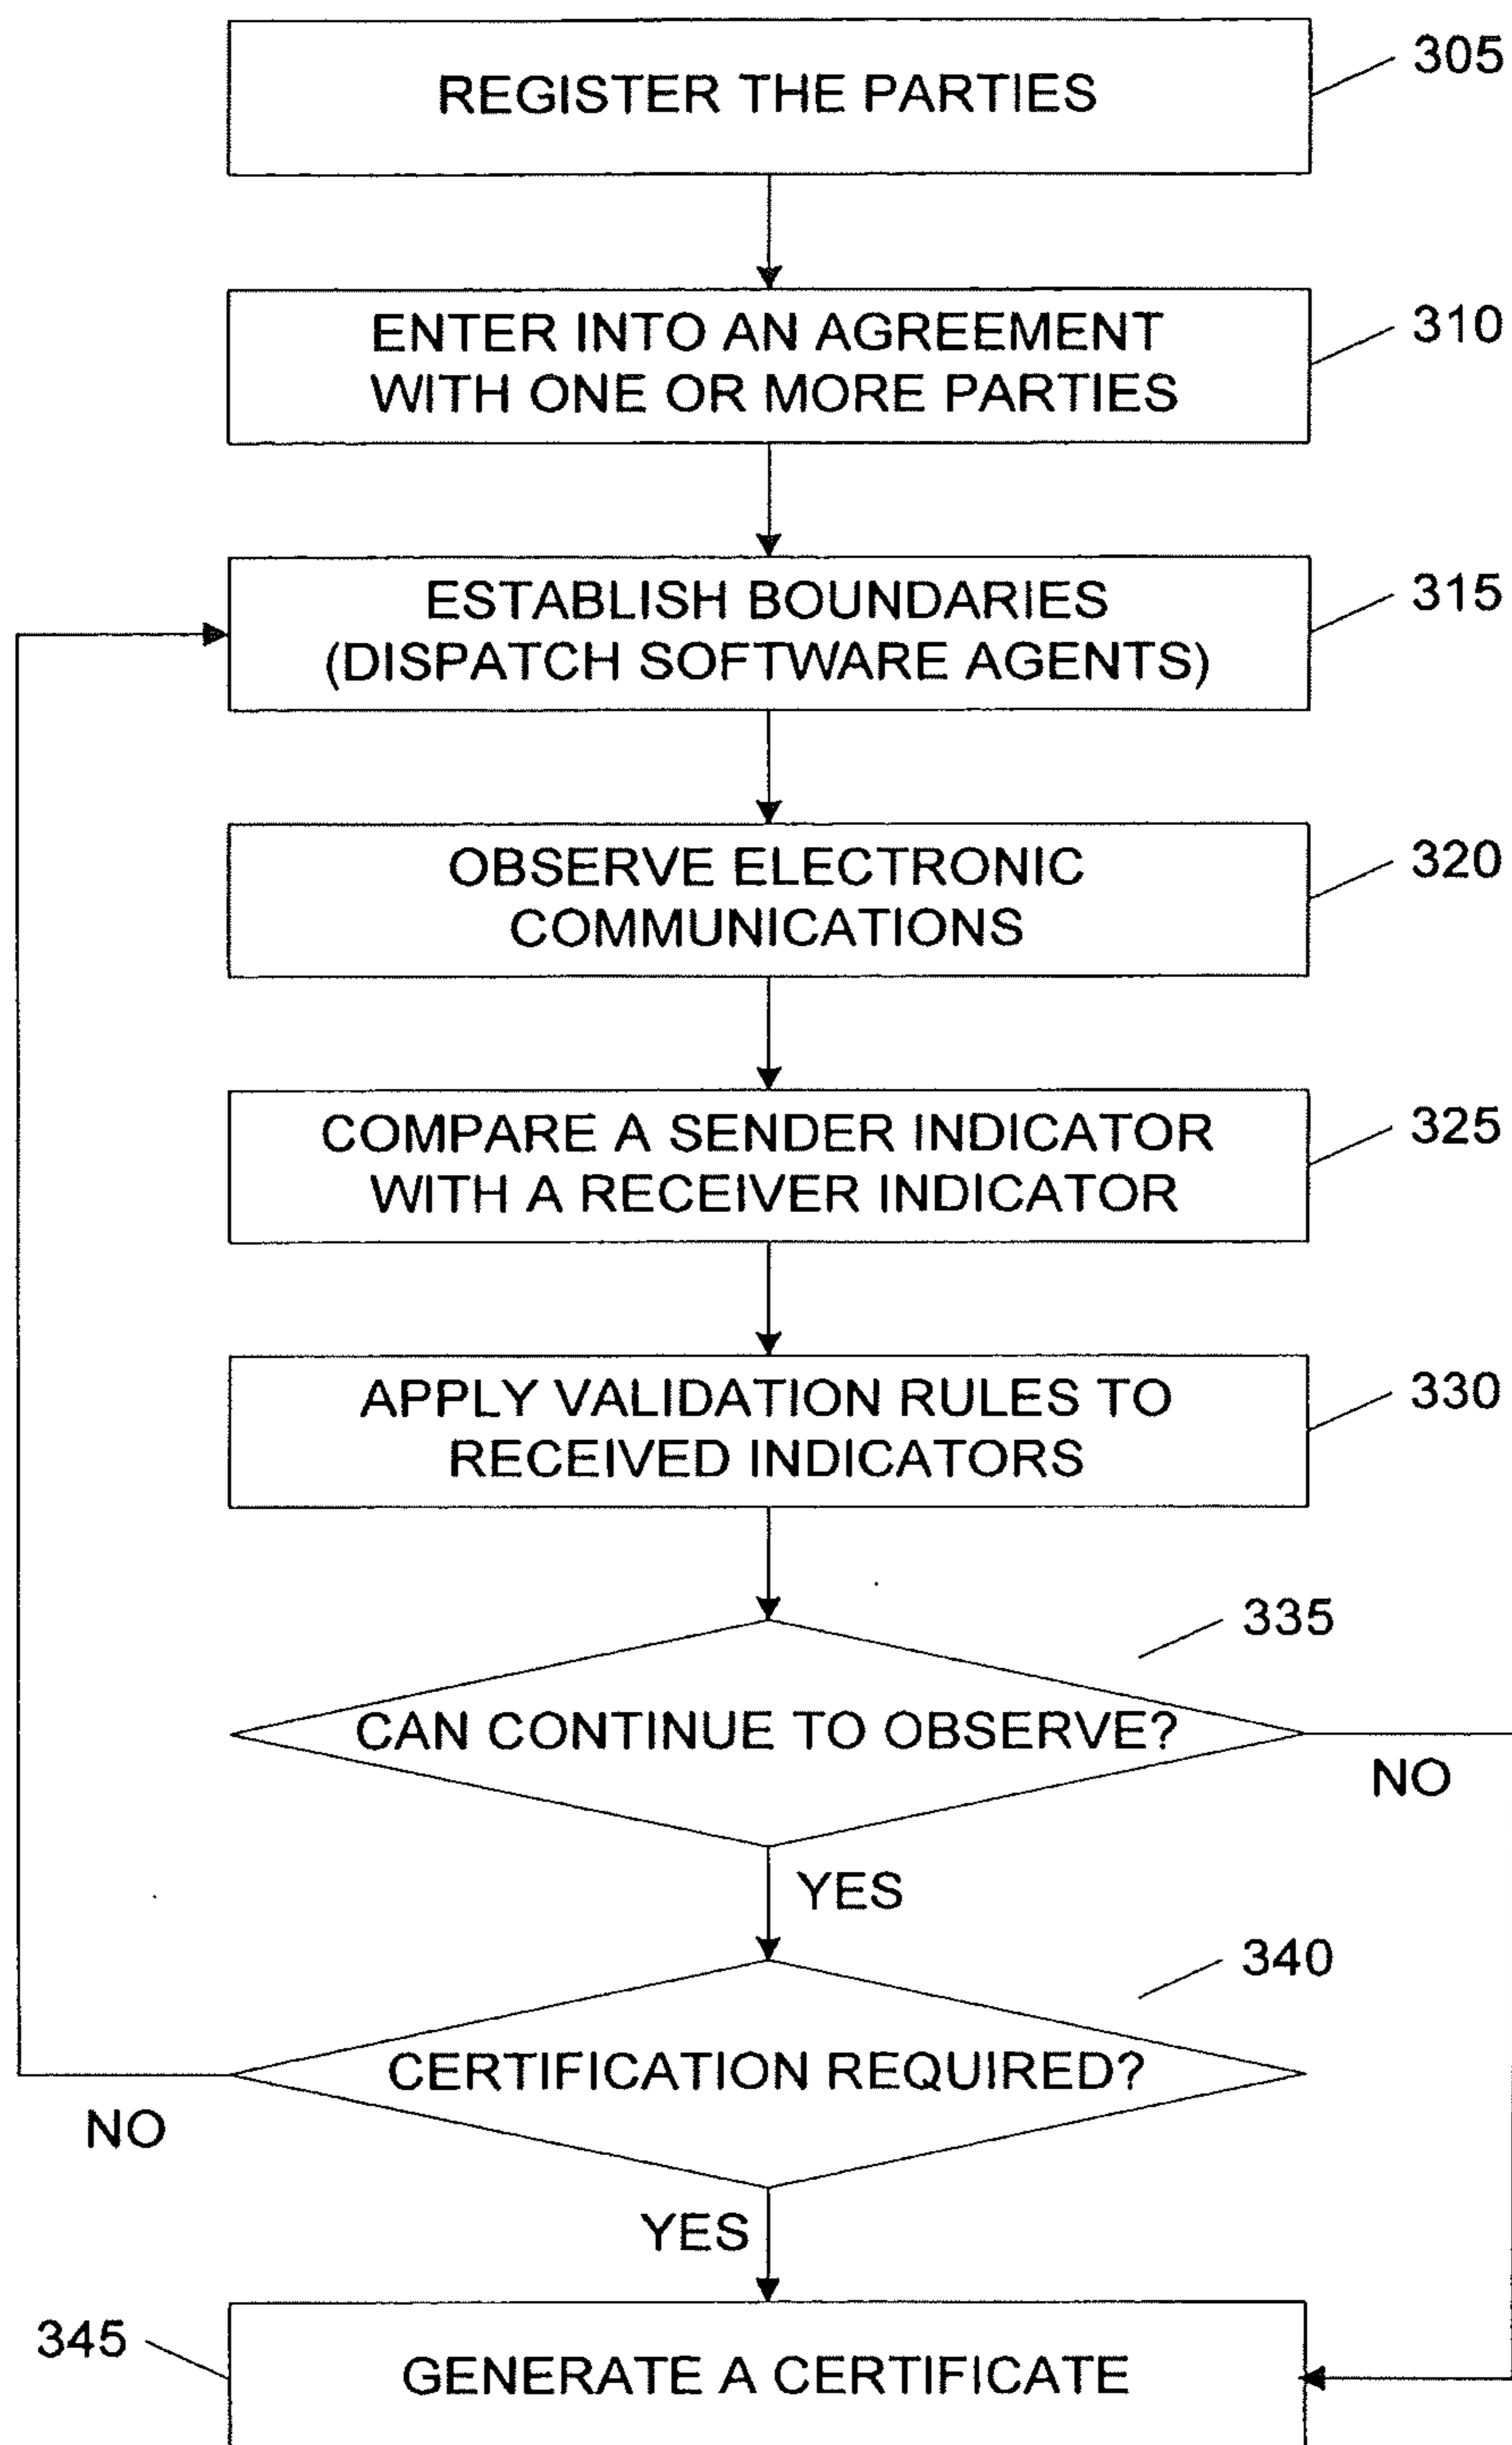 REGISTER THE PARTIES
305
ENTER INTO AN AGREEMENT
WITH ONE OR MORE PARTIES
310
ESTABLISH BOUNDARIES
(DISPATCH SOFTWARE AGENTS)
315
OBSERVE ELECTRONIC
COMMUNICATIONS
320
COMPARE A SENDER INDICATOR
WITH A RECEIVER INDICATOR
325
APPLY VALIDATION RULES TO
RECEIVED INDICATORS
330
335
CAN CONTINUE TO OBSERVE?
NO
YES
340
CERTIFICATION REQUIRED?
NO
YES
345
GENERATE A CERTIFICATE